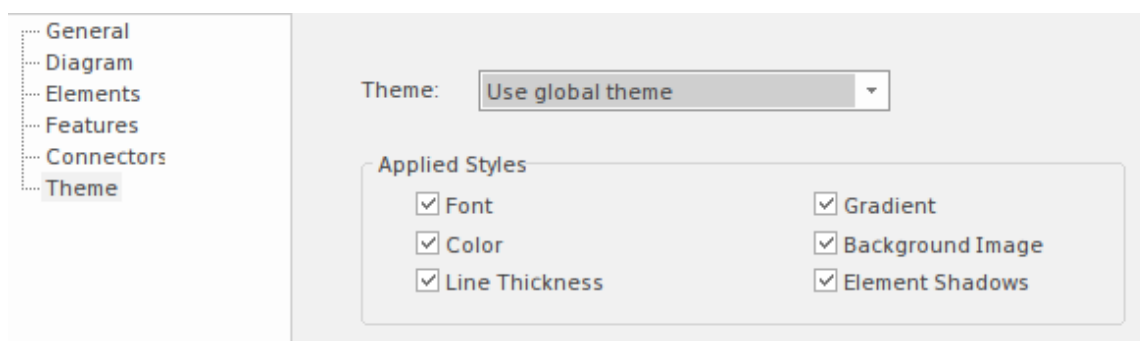 General
Diagram
Elements
Features
Connectors
Theme
Theme: Use global theme
Applied Styles
Font Gradient
Color Background Image
Line Thickness Element Shadows